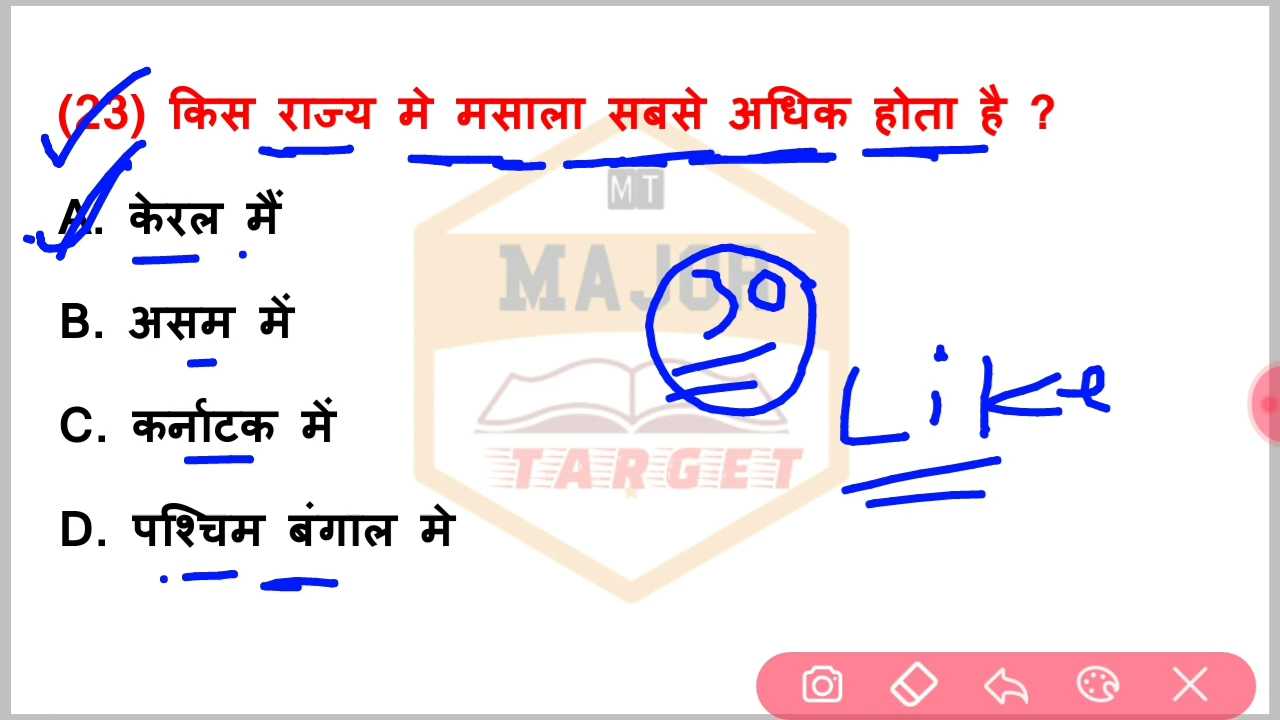 (23) किस राज्य मे मसाला सबसे अधिक होता है ?
A. केरल मैं
B. असम में
C. कर्नाटक में
D. पश्चिम बंगाल मे
MT
MAJOR
TARGET
30
Like